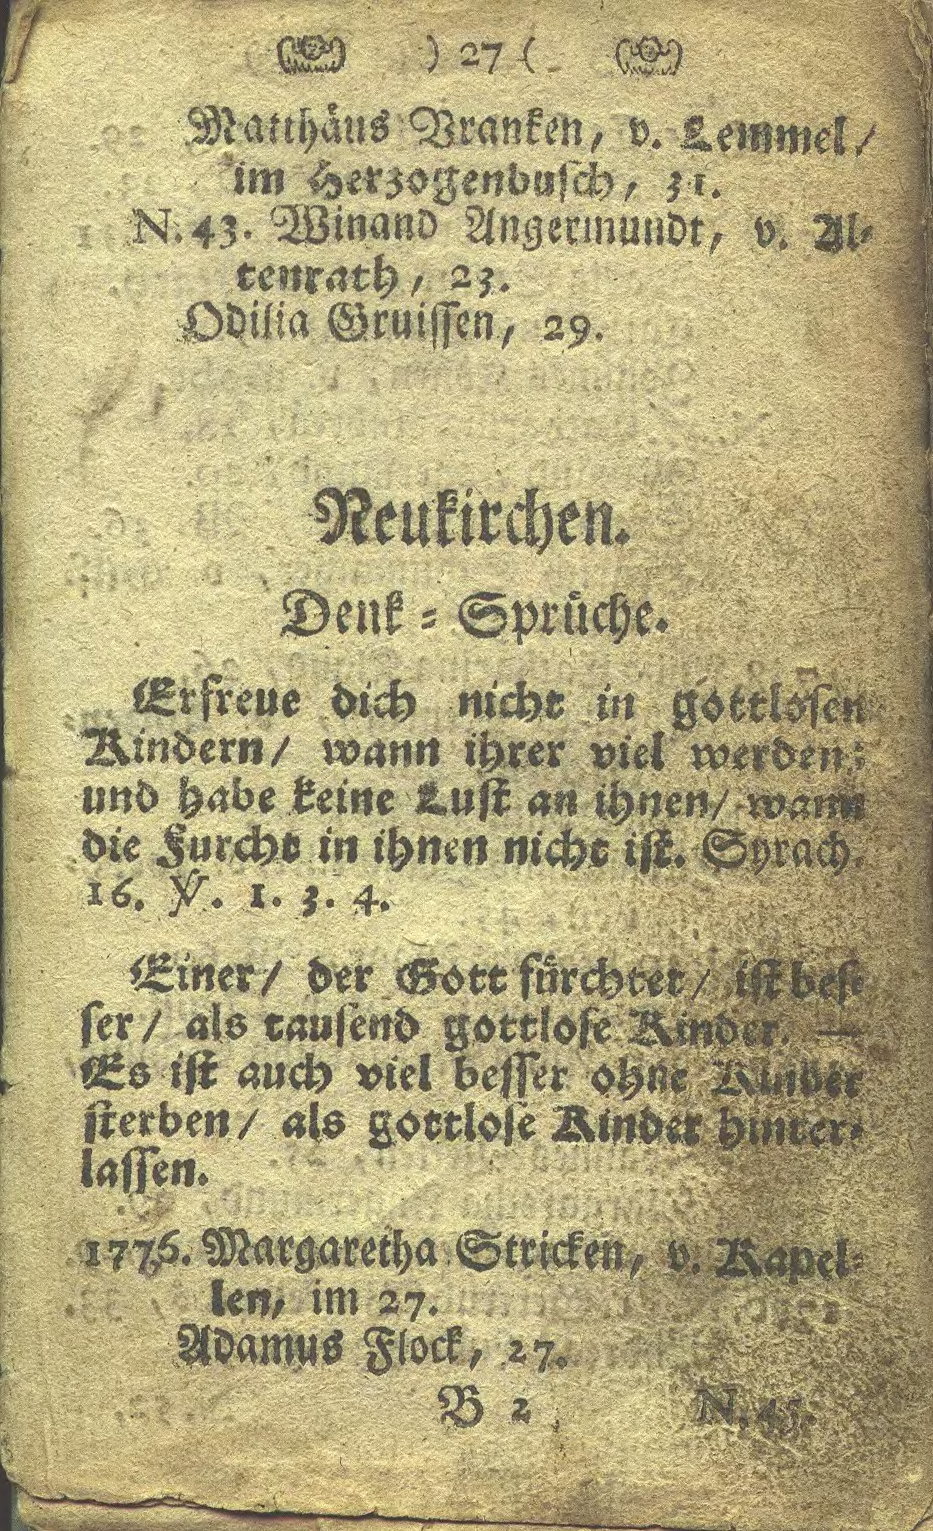 ) 27 (
Matthäus Vranken, v. Lemmel/
im Herzogenbusch, 31.
N. 43. Winand Angermundt, v. Al-
tenrath, 23.
Odilia Gruissen, 29.
Neukirchen.
Denk = Sprüche.
Erfreue dich nicht in gottlosen
Kindern/ wann ihrer viel werden:
und habe keine Lust an ihnen/ wann
die Furcht in ihnen nicht ist. Syrach.
16. V. 1. 3. 4.
Einer/ der Gott fürchtet/ ist bes-
ser/ als tausend gottlose Kinder. —
Es ist auch viel besser ohne Kinder
sterben/ als gottlose Kinder hinter-
lassen.
1776. Margaretha Stricken, v. Kapel-
len, im 27.
Adamus Flock, 27.
B 2
N. 45.